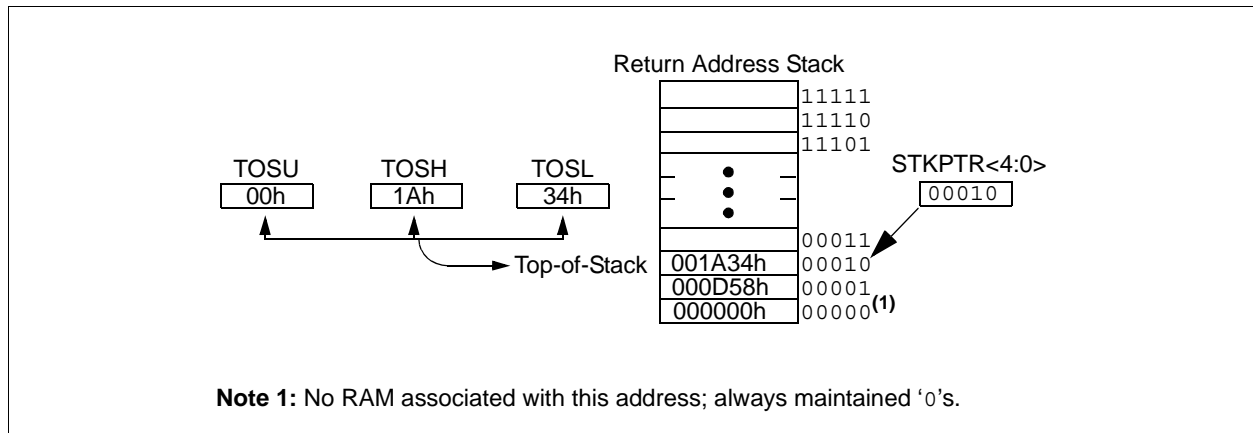 Return Address Stack
11111
11110
11101
TOSU TOSH TOSL STKPTR<4:0>
00h 1Ah 34h 00010
00011
Top-of-Stack 001A34h 00010
000D58h 00001
000000h 00000(1)
Note 1: No RAM associated with this address; always maintained ‘0’s.